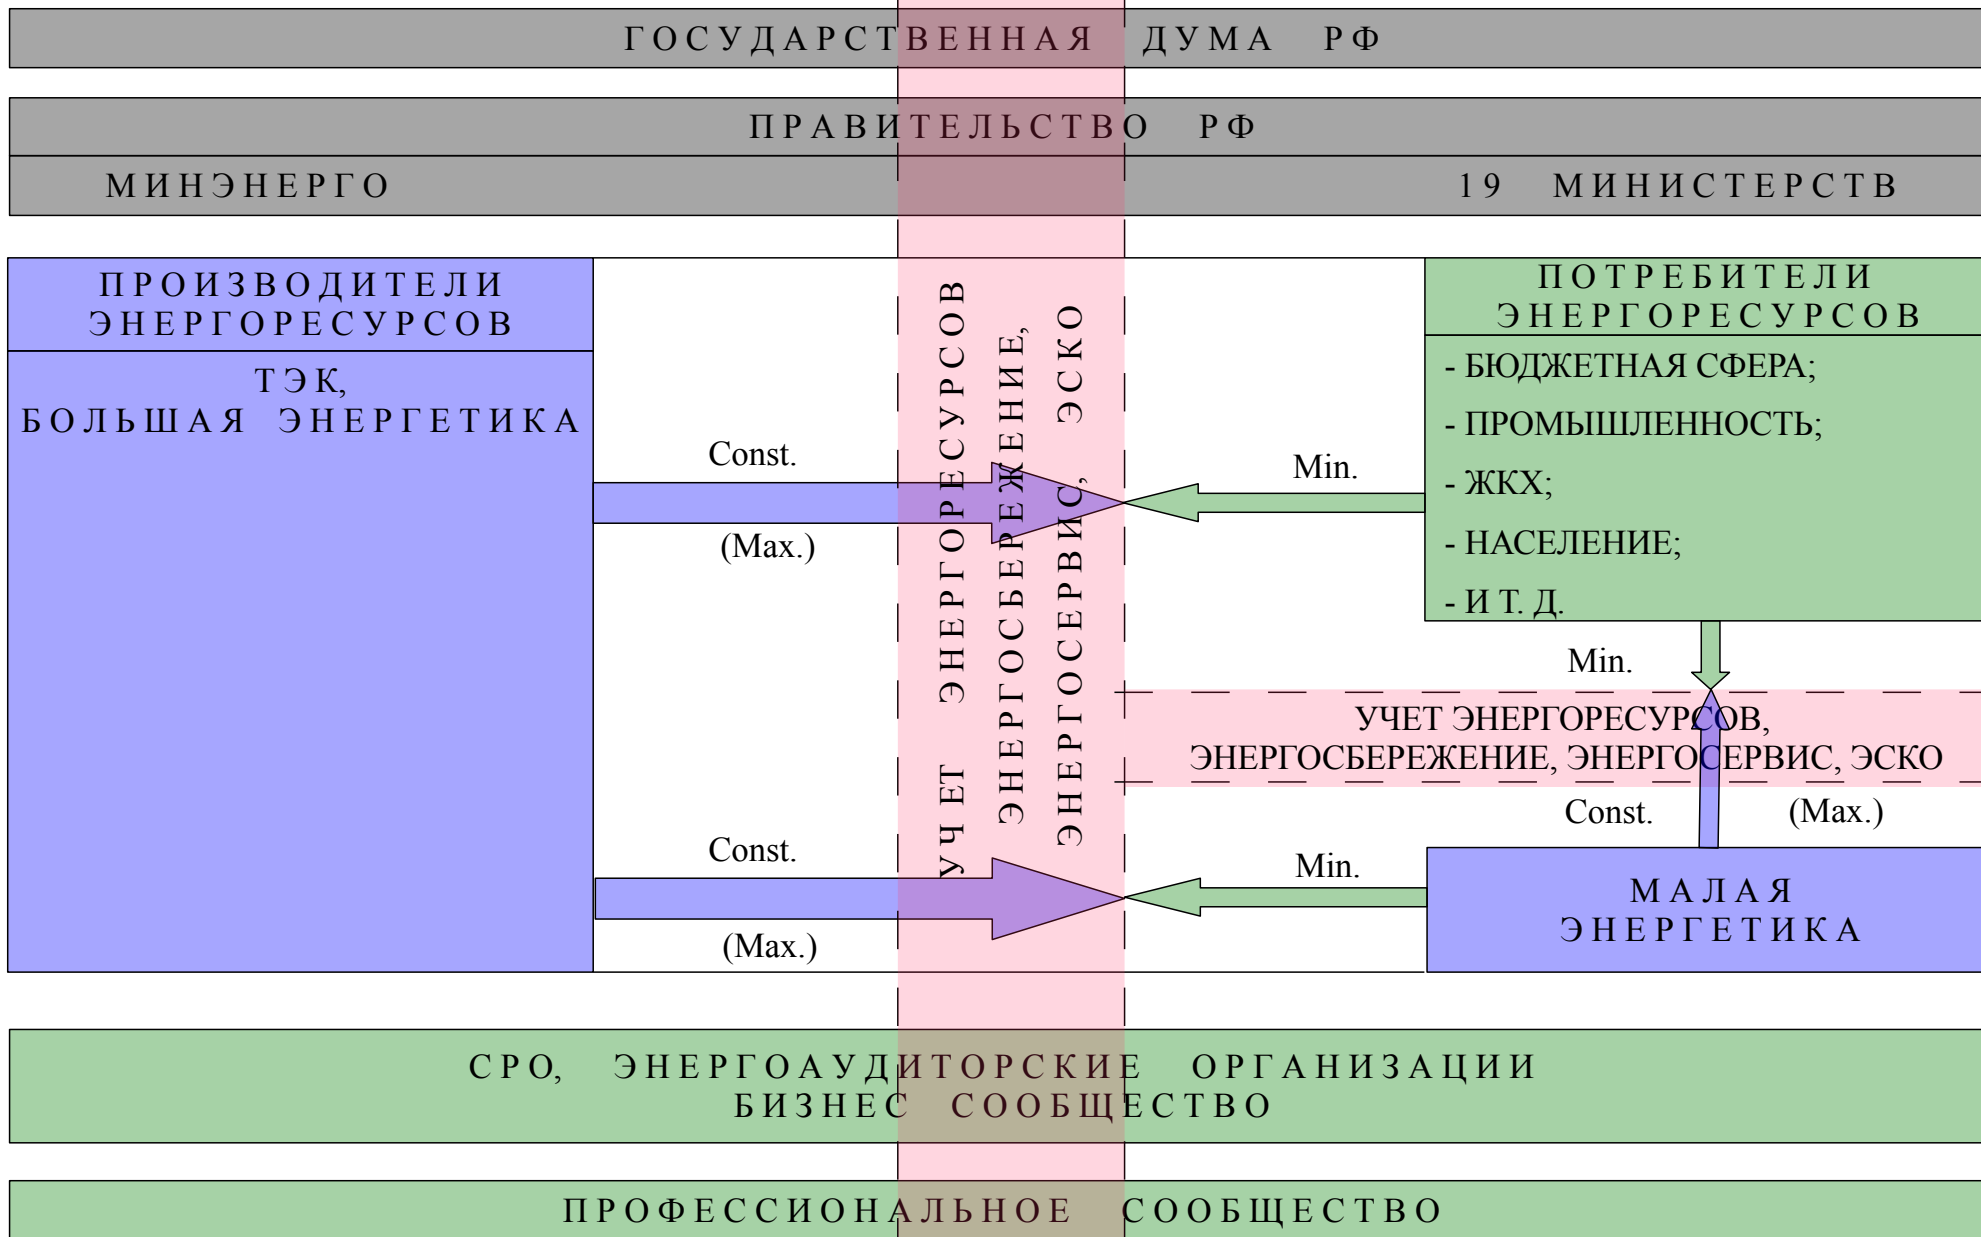 ГОСУДАРСТВЕННАЯ ДУМА РФ
ПРАВИТЕЛЬСТВО РФ
МИНЭНЕРГО
19 МИНИСТЕРСТВ
ПРОИЗВОДИТЕЛИ
ЭНЕРГОРЕСУРСОВ
ТЭК,
БОЛЬШАЯ ЭНЕРГЕТИКА
Const.
(Max.)
Const.
(Max.)
УЧ ЕТ ЭНЕРГОРЕСУРСОВ
ЭНЕРГОСБЕРЕЖЕНИЕ,
ЭНЕРГОСЕРВИС, ЭСКО
Min.
Min.
ПОТРЕБИТЕЛИ
ЭНЕРГОРЕСУРСОВ
- БЮДЖЕТНАЯ СФЕРА;
- ПРОМЫШЛЕННОСТЬ;
- ЖКХ;
- НАСЕЛЕНИЕ;
- И Т. Д.
Min.
УЧЕТ ЭНЕРГОРЕСУРСОВ,
ЭНЕРГОСБЕРЕЖЕНИЕ, ЭНЕРГОСЕРВИС, ЭСКО
Const.
(Max.)
МАЛАЯ
ЭНЕРГЕТИКА
СРО, ЭНЕРГОАУДИТОРСКИЕ ОРГАНИЗАЦИИ
БИЗНЕС СООБЩЕСТВО
ПРОФЕССИОНАЛЬНОЕ СООБЩЕСТВО